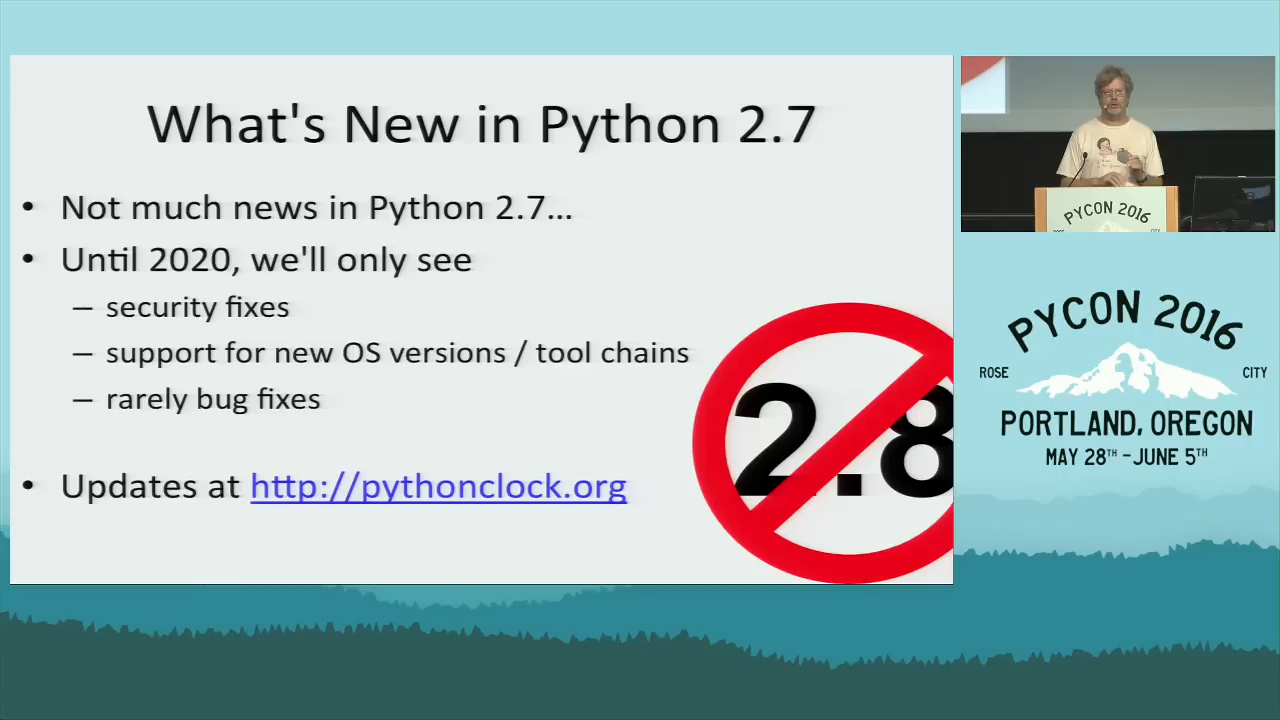 What's New in Python 2.7
• Not much news in Python 2.7...
• Until 2020, we'll only see
– security fixes
– support for new OS versions / tool chains
– rarely bug fixes
• Updates at http://pythonclock.org
2.8
PYCON 2016
PYCON 2016
ROSE CITY
PORTLAND, OREGON
MAY 28TH - JUNE 5TH